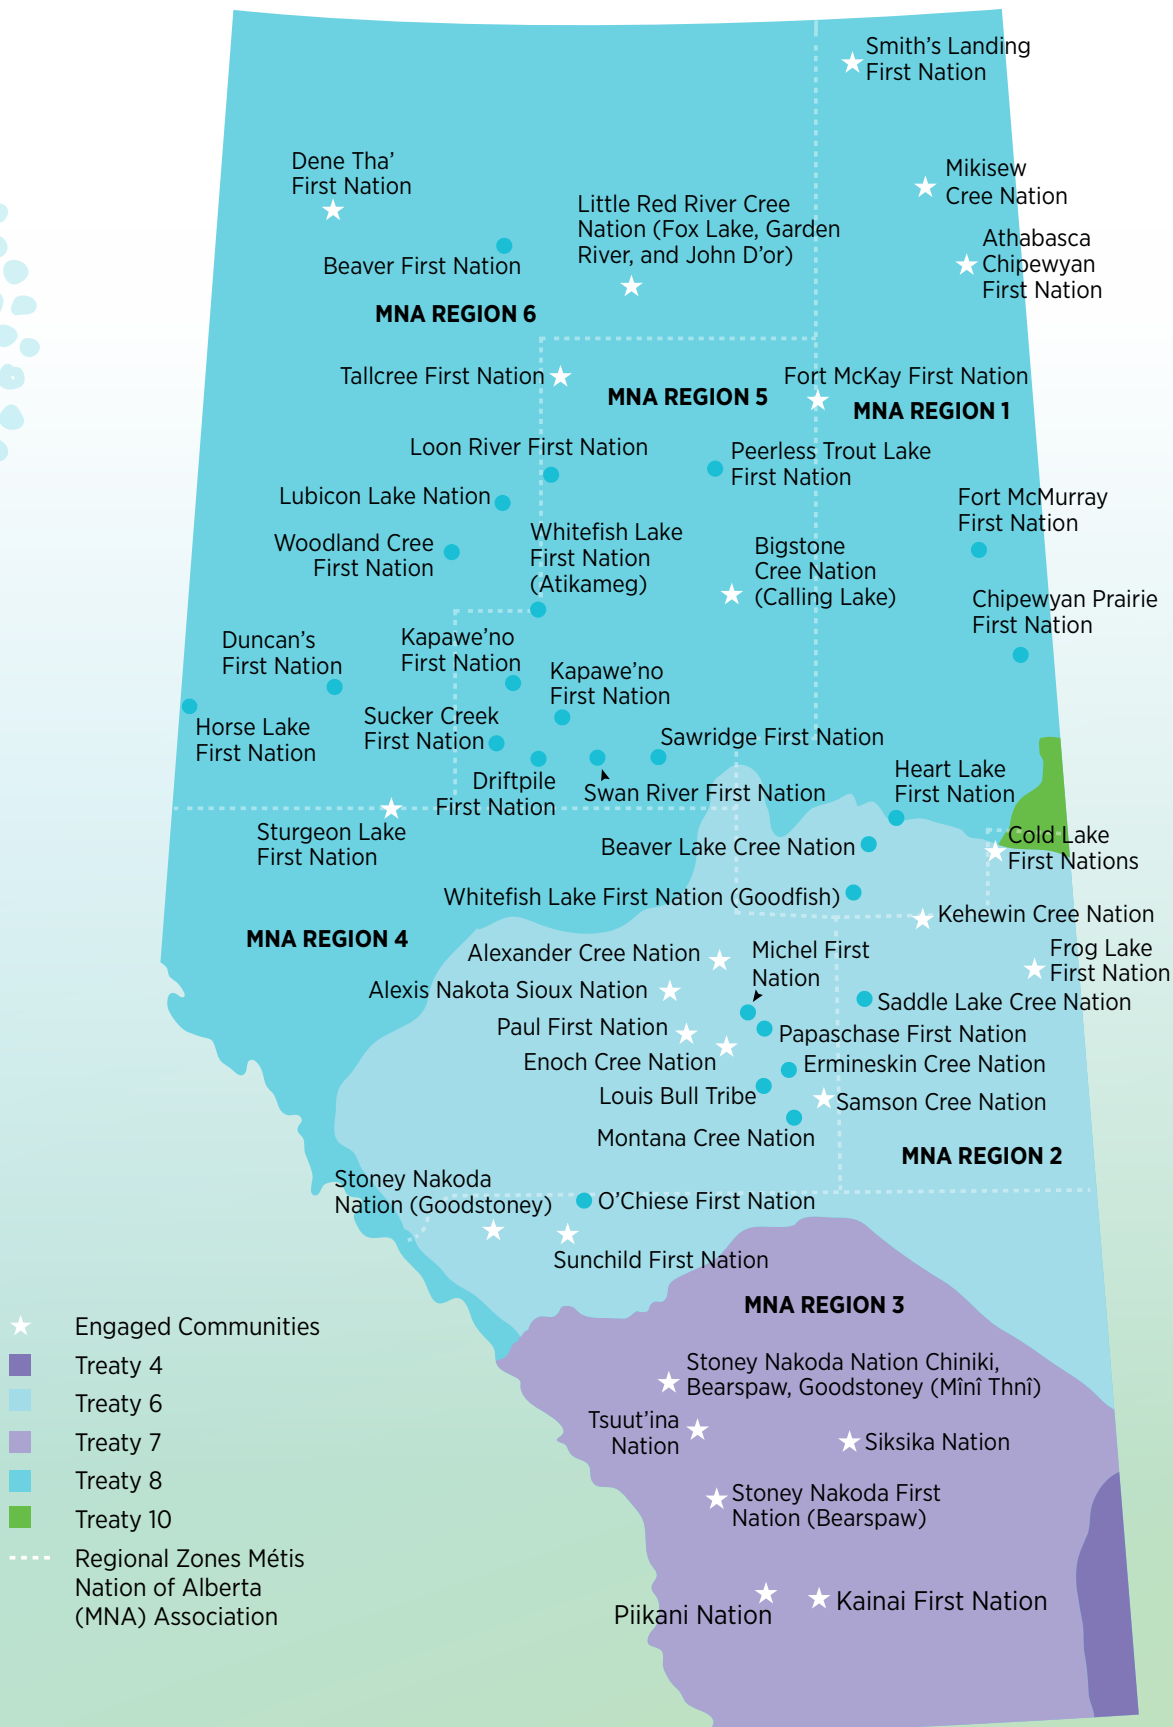 Smith's Landing
First Nation
Dene Tha'
First Nation
Mikisew
Cree Nation
Little Red River Cree
Nation (Fox Lake, Garden
River, and John D'or)
Athabasca
Chipewyan
First Nation
Beaver First Nation
MNA REGION 6
Tallcree First Nation
MNA REGION 5
Fort McKay First Nation
MNA REGION 1
Loon River First Nation
Peerless Trout Lake
First Nation
Lubicon Lake Nation
Fort McMurray
First Nation
Woodland Cree
First Nation
Whitefish Lake
First Nation
(Atikameg)
Bigstone
Cree Nation
(Calling Lake)
Chipewyan Prairie
First Nation
Duncan's
First Nation
Kapawe'no
First Nation
Kapawe'no
First Nation
Horse Lake
First Nation
Sucker Creek
First Nation
Sawridge First Nation
Driftpile
First Nation
Swan River First Nation
Heart Lake
First Nation
Sturgeon Lake
First Nation
Beaver Lake Cree Nation
Cold Lake
First Nations
Whitefish Lake First Nation (Goodfish)
Kehewin Cree Nation
MNA REGION 4
Alexander Cree Nation
Michel First
Nation
Frog Lake
First Nation
Alexis Nakota Sioux Nation
Saddle Lake Cree Nation
Paul First Nation
Papaschase First Nation
Enoch Cree Nation
Ermineskin Cree Nation
Louis Bull Tribe
Samson Cree Nation
Montana Cree Nation
MNA REGION 2
Stoney Nakoda
Nation (Goodstoney)
O'Chiese First Nation
Sunchild First Nation
MNA REGION 3
Stoney Nakoda Nation Chiniki,
Bearspaw, Goodstoney (Mînî Thnî)
Tsuut'ina
Nation
Siksika Nation
Stoney Nakoda First
Nation (Bearspaw)
Piikani Nation
Kainai First Nation
Engaged Communities
Treaty 4
Treaty 6
Treaty 7
Treaty 8
Treaty 10
Regional Zones Métis
Nation of Alberta
(MNA) Association